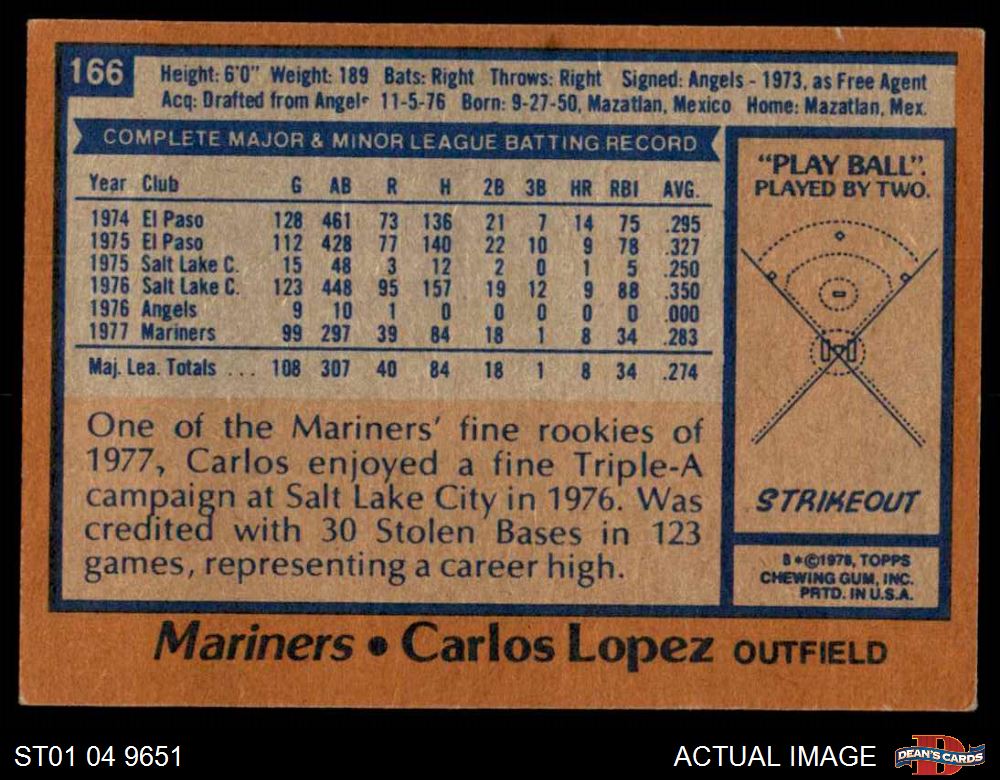 166
Height: 6'0" Weight: 189 Bats: Right Throws: Right Signed: Angels - 1973, as Free Agent
Acq: Drafted from Angels 11-5-76 Born: 9-27-50, Mazatlan, Mexico Home: Mazatlan, Mex.
COMPLETE MAJOR & MINOR LEAGUE BATTING RECORD
Year Club G AB R H 2B 3B HR RBI AVG.
1974 El Paso 128 461 73 136 21 7 14 75 .295
1975 El Paso 112 428 77 140 22 10 9 78 .327
1975 Salt Lake C. 15 48 3 12 2 0 1 5 .250
1976 Salt Lake C. 123 448 95 157 19 12 9 88 .350
1976 Angels 9 10 1 0 0 0 0 0 .000
1977 Mariners 99 297 39 84 18 1 8 34 .283
Maj. Lea. Totals ... 108 307 40 84 18 1 8 34 .274
One of the Mariners' fine rookies of
1977, Carlos enjoyed a fine Triple-A
campaign at Salt Lake City in 1976. Was
credited with 30 Stolen Bases in 123
games, representing a career high.
"PLAY BALL".
PLAYED BY TWO.
STRIKEOUT
B*©1978, TOPPS
CHEWING GUM, INC.
PRTD. IN U.S.A.
Mariners • Carlos Lopez OUTFIELD
ST01 04 9651
ACTUAL IMAGE
D
DEAN'S CARDS